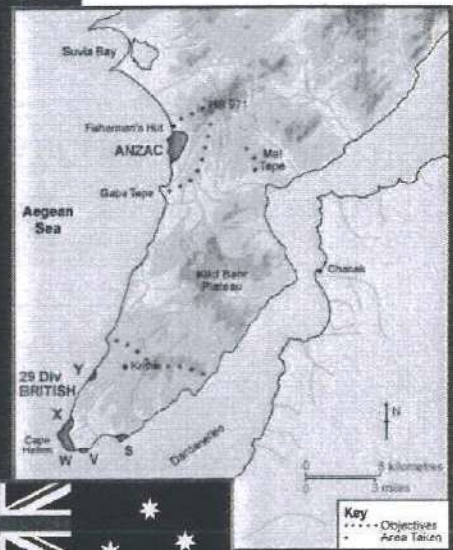 Suvla Bay
Hill 971
Fisherman's Hut
ANZAC
Mal
Tepe
Gaba Tepe
Aegean
Sea
Kilid Bahr
Plateau
Chanak
Y
Krithia
29 Div
BRITISH
X
Cape
Helles
W
V
S
Dardanelles
N
0
5 kilometres
0
3 miles
Key
Objectives
Area Taken